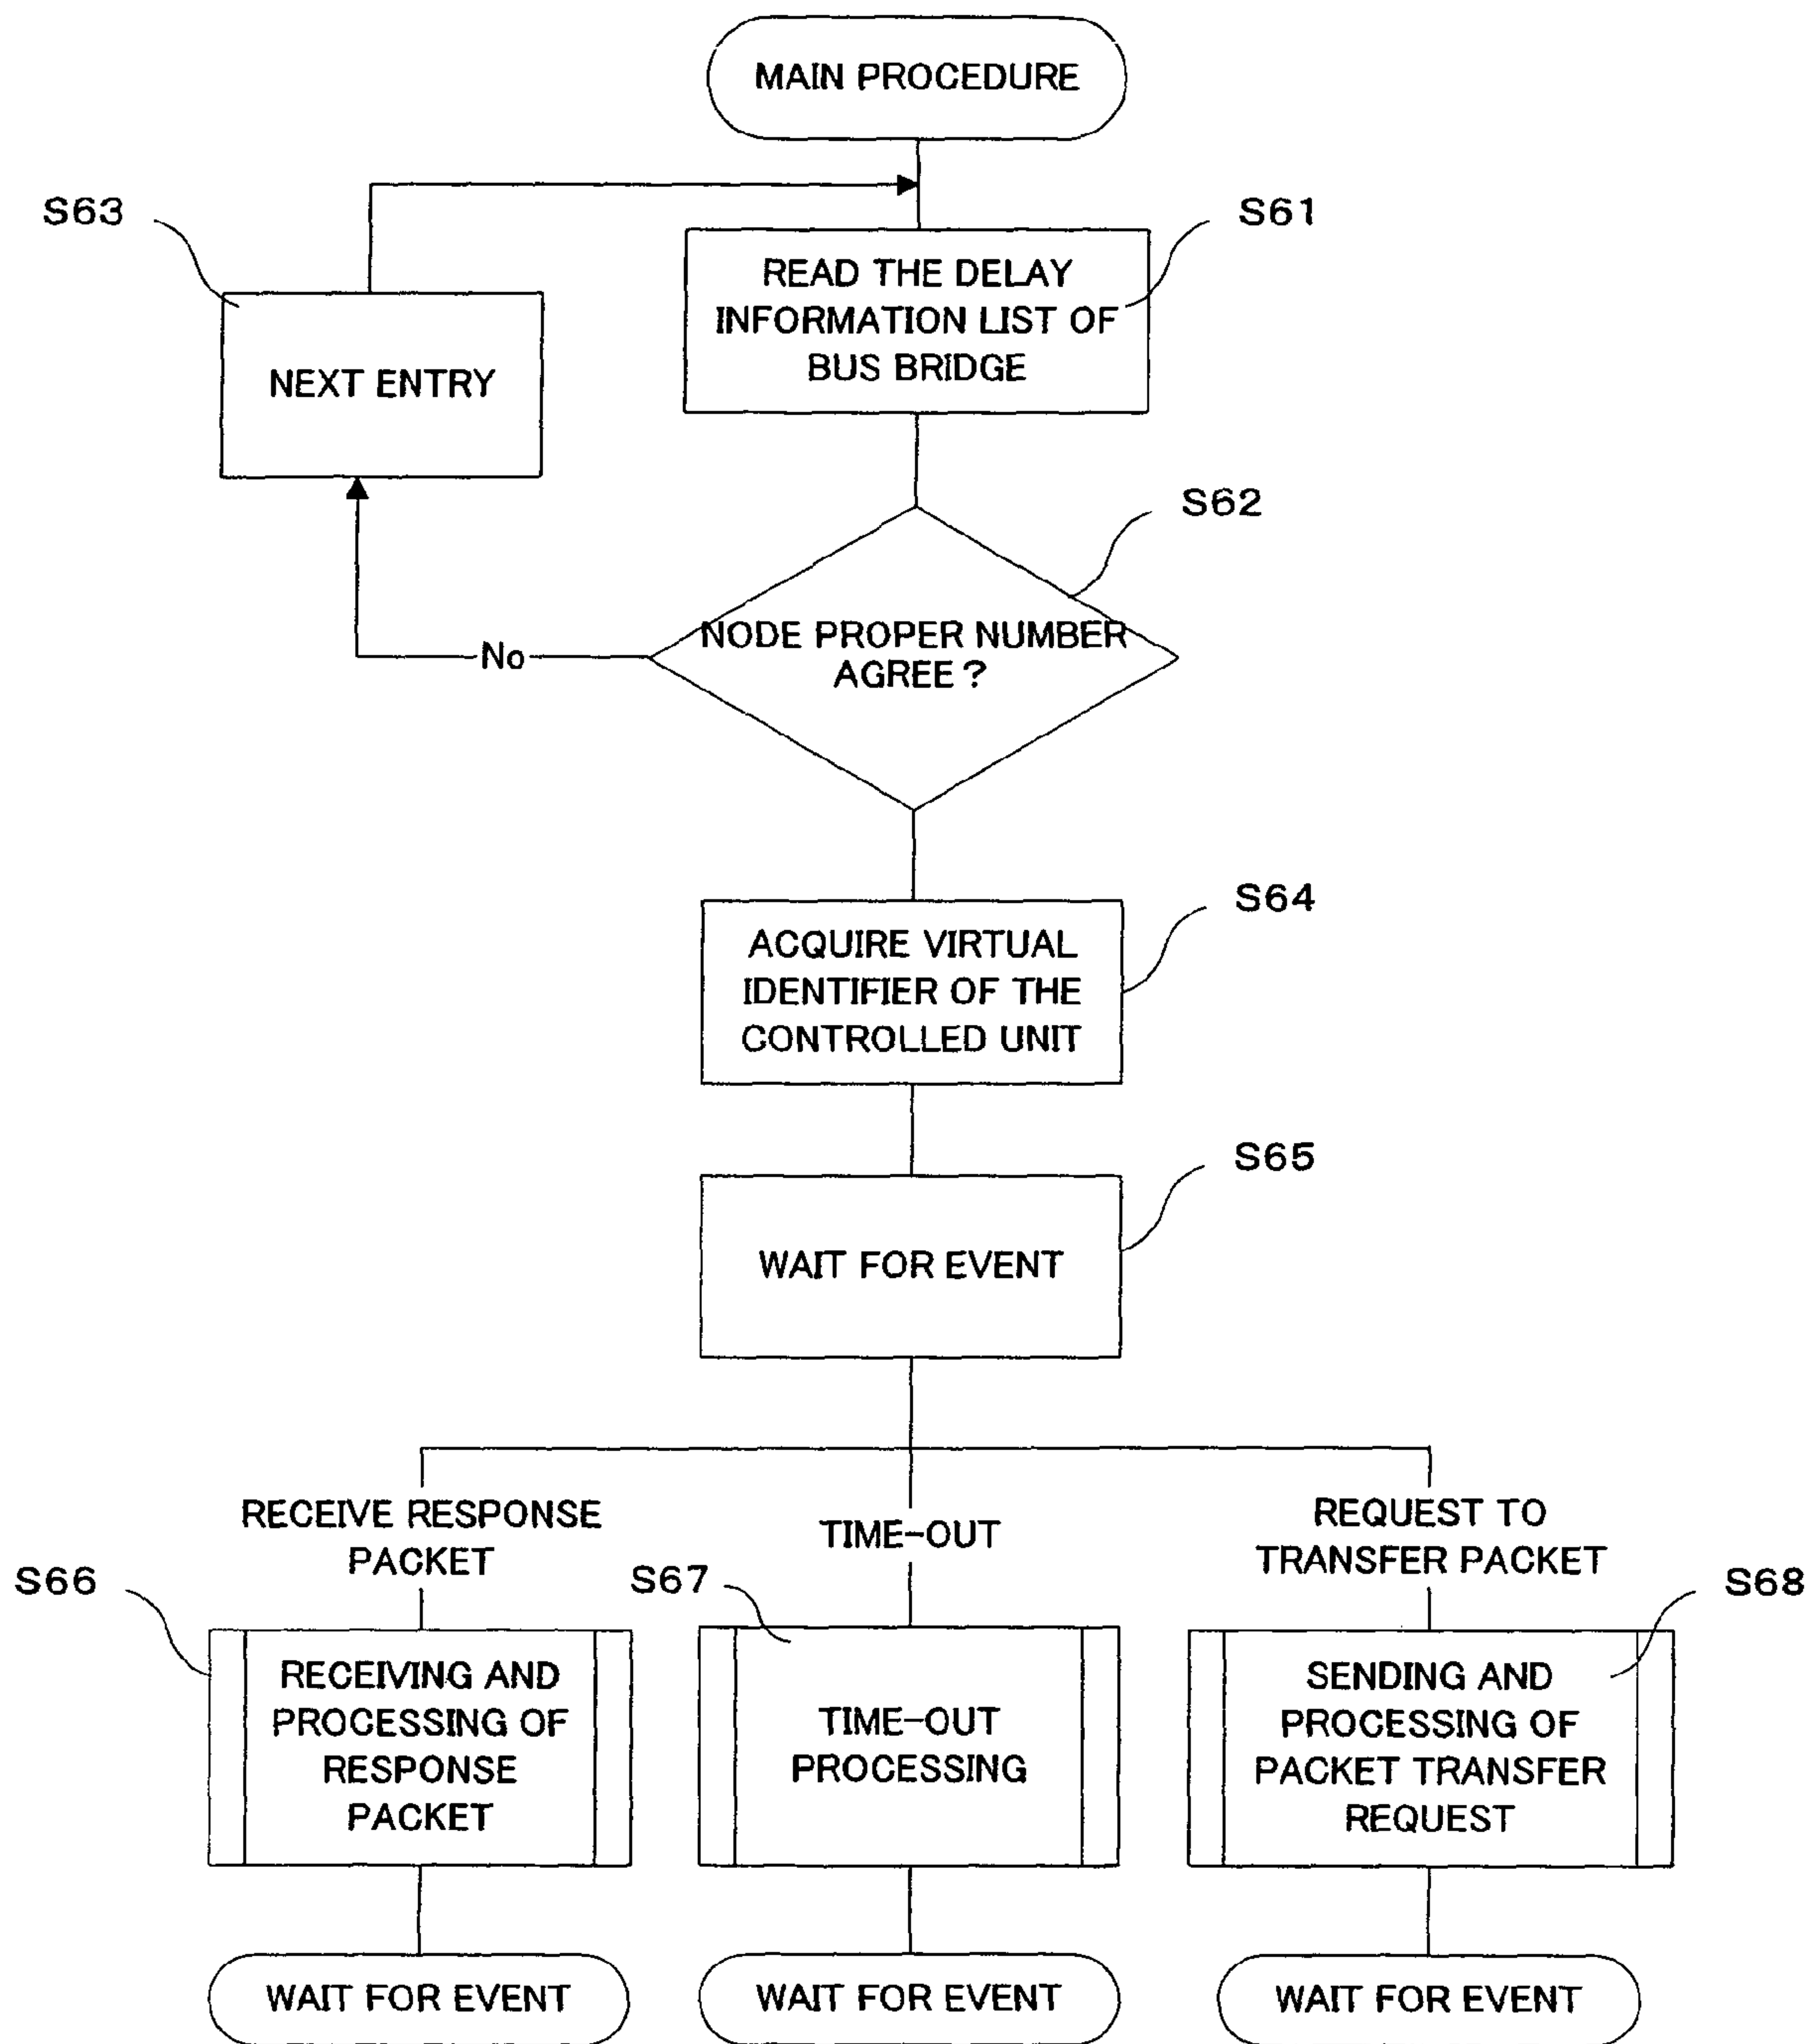 MAIN PROCEDURE
S63
S61
READ THE DELAY
INFORMATION LIST OF
BUS BRIDGE
NEXT ENTRY
S62
NODE PROPER NUMBER
AGREE?
No
S64
ACQUIRE VIRTUAL
IDENTIFIER OF THE
CONTROLLED UNIT
S65
WAIT FOR EVENT
RECEIVE RESPONSE
PACKET
TIME-OUT
REQUEST TO
TRANSFER PACKET
S66
S67
S68
RECEIVING AND
PROCESSING OF
RESPONSE
PACKET
TIME-OUT
PROCESSING
SENDING AND
PROCESSING OF
PACKET TRANSFER
REQUEST
WAIT FOR EVENT
WAIT FOR EVENT
WAIT FOR EVENT